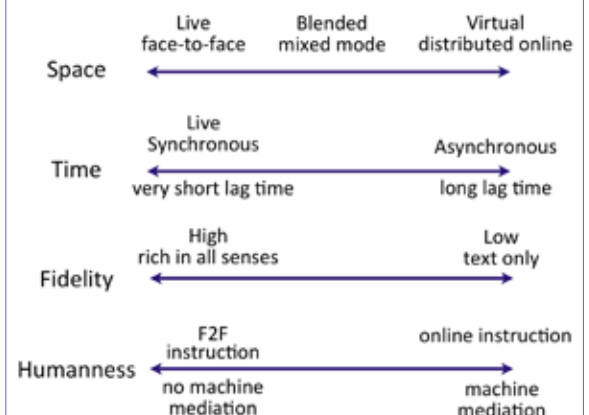 Live
face-to-face
Blended
mixed mode
Virtual
distributed online
Space
Live
Synchronous
Asynchronous
Time
very short lag time
long lag time
High
rich in all senses
Low
text only
Fidelity
F2F
instruction
online instruction
Humanness
no machine
mediation
machine
mediation